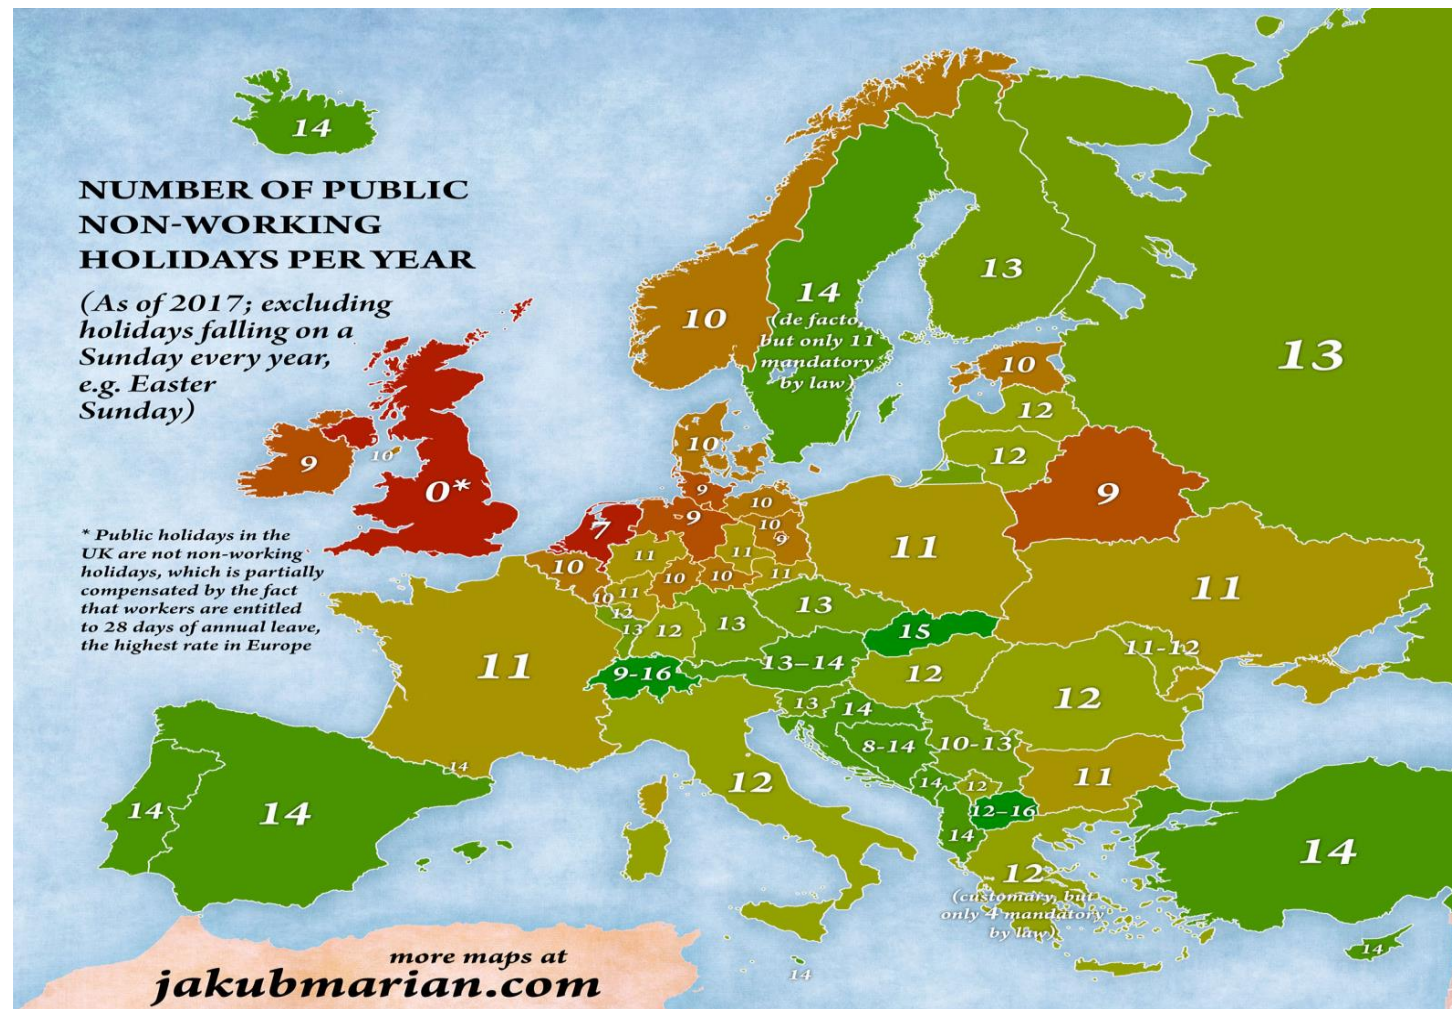 14
NUMBER OF PUBLIC
NON-WORKING
HOLIDAYS PER YEAR
(As of 2017; excluding
holidays falling on a
Sunday every year,
e.g. Easter
Sunday)
10
14
(de facto,
but only 11
mandatory
by law)
13
13
10
12
12
9
9
10
0*
10
7
9
9
10
10
9*
11
11
11
9
* Public holidays in the
UK are not non-working
holidays, which is partially
compensated by the fact
that workers are entitled
to 28 days of annual leave,
the highest rate in Europe
10
11
10
10
11
10
12
13
12
13
13
15
11
11
11-12
9-16
13–14
12
12
13
14
8-14
10-13
14
12
11
12–16
14
14
14
14
12
14
12
(customary, but
only 4 mandatory
by law)
14
14
more maps at
jakubmarian.com